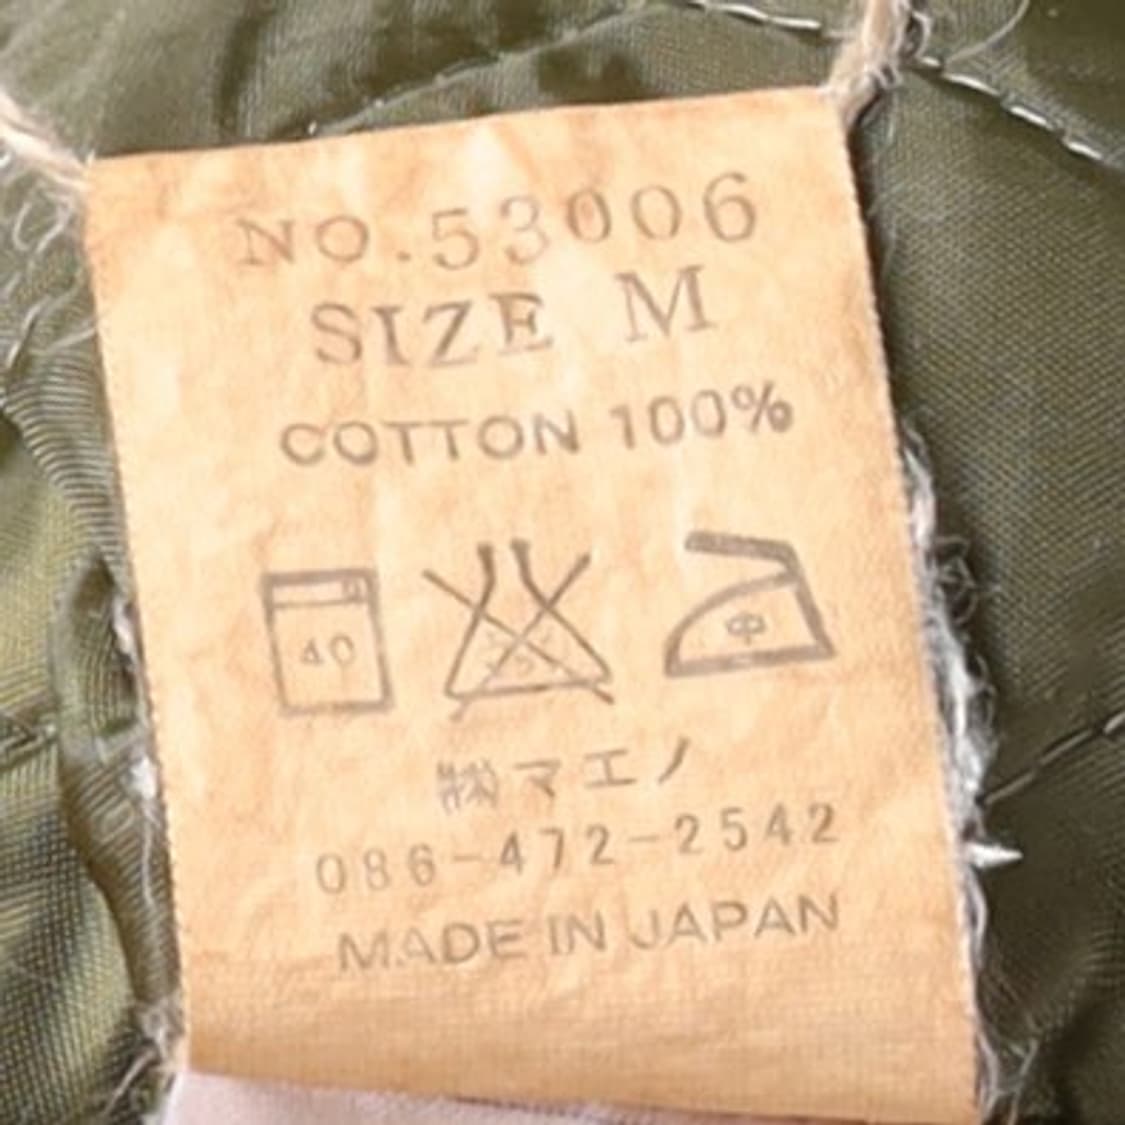 NO.53006
SIZE M
COTTON 100%
40 中
㈱マエノ
086-472-2542
MADE IN JAPAN